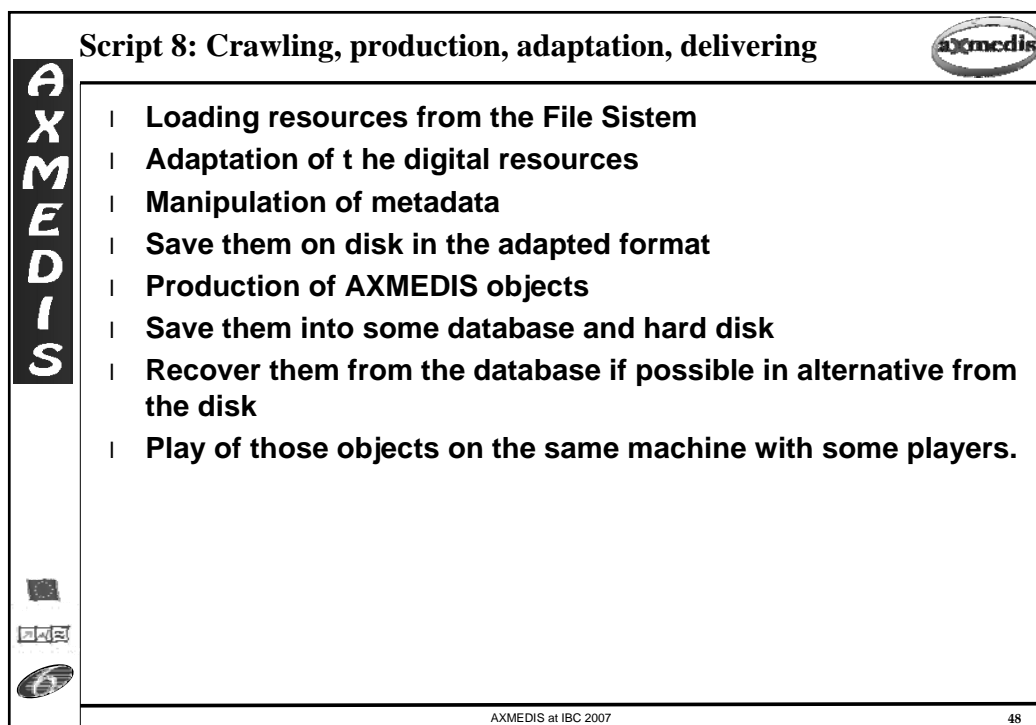 Script 8: Crawling, production, adaptation, delivering
axmedis
AXMEDIS
l Loading resources from the File Sistem
l Adaptation of t he digital resources
l Manipulation of metadata
l Save them on disk in the adapted format
l Production of AXMEDIS objects
l Save them into some database and hard disk
l Recover them from the database if possible in alternative from
the disk
l Play of those objects on the same machine with some players.
6
AXMEDIS at IBC 2007
48